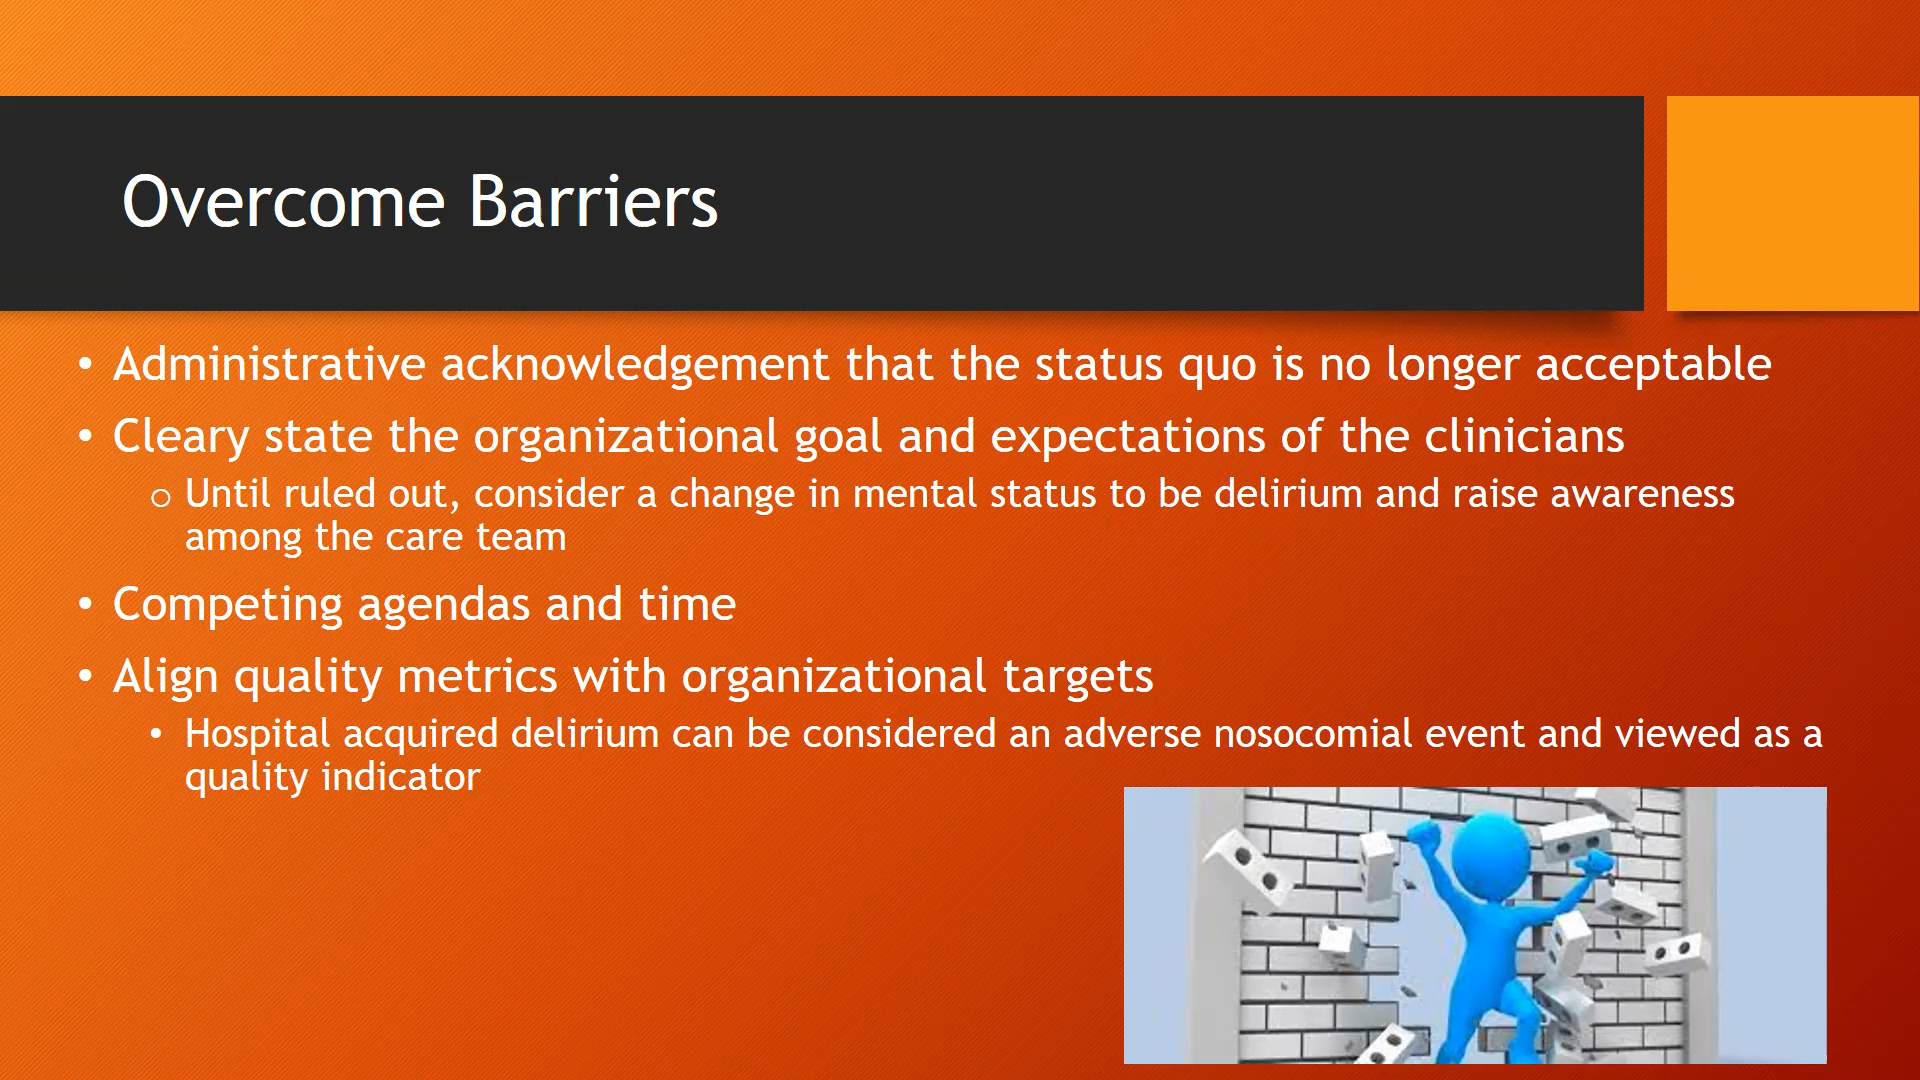 Overcome Barriers
• Administrative acknowledgement that the status quo is no longer acceptable
• Cleary state the organizational goal and expectations of the clinicians
o Until ruled out, consider a change in mental status to be delirium and raise awareness
among the care team
• Competing agendas and time
• Align quality metrics with organizational targets
• Hospital acquired delirium can be considered an adverse nosocomial event and viewed as a
quality indicator